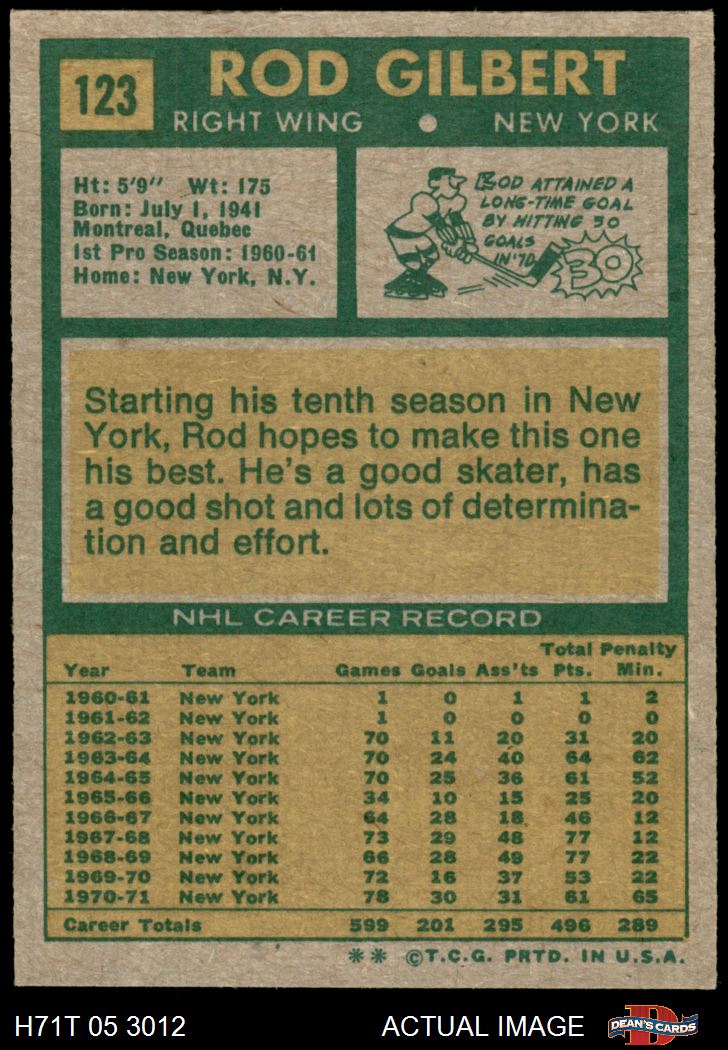 123
ROD GILBERT
RIGHT WING • NEW YORK
Ht: 5'9" Wt: 175
Born: July 1, 1941
Montreal, Quebec
1st Pro Season: 1960-61
Home: New York, N.Y.
ROD ATTAINED A
LONG-TIME GOAL
BY HITTING 30
GOALS
IN '70
30
Starting his tenth season in New
York, Rod hopes to make this one
his best. He's a good skater, has
a good shot and lots of determina-
tion and effort.
NHL CAREER RECORD
Total Penalty
Year Team Games Goals Ass'ts Pts. Min.
1960-61 New York 1 0 1 1 2
1961-62 New York 1 0 0 0 0
1962-63 New York 70 11 20 31 20
1963-64 New York 70 24 40 64 62
1964-65 New York 70 25 36 61 52
1965-66 New York 34 10 15 25 20
1966-67 New York 64 28 18 46 12
1967-68 New York 73 29 48 77 12
1968-69 New York 66 28 49 77 22
1969-70 New York 72 16 37 53 22
1970-71 New York 78 30 31 61 65
Career Totals 599 201 295 496 289
** ©T.C.G. PRTD. IN U.S.A.
H71T 05 3012 ACTUAL IMAGE
D
DEAN'S CARDS